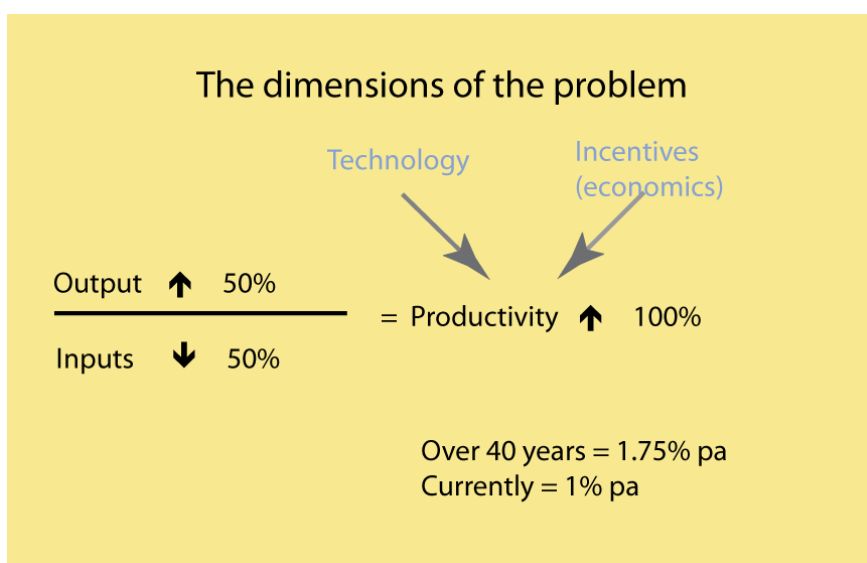 The dimensions of the problem
Technology
Incentives
(economics)
Output ↑ 50%
= Productivity ↑ 100%
Inputs ↓ 50%
Over 40 years = 1.75% pa
Currently = 1% pa